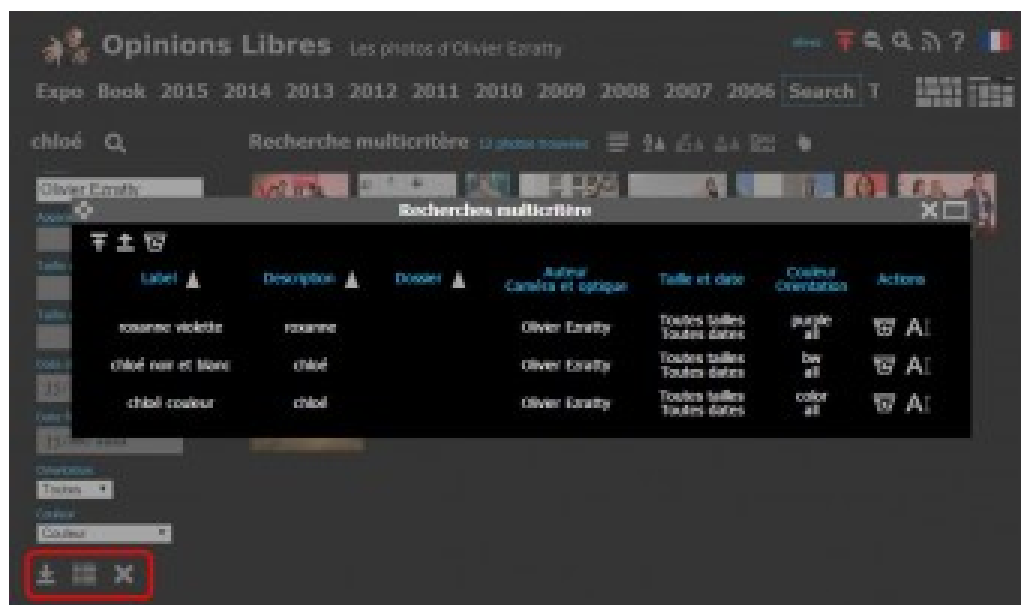 Opinions Libres Les photos d'Olivier Ezratty
Expo Book 2015 2014 2013 2012 2011 2010 2009 2008 2007 2006 Search T
chloé
Recherche multicritère 12 photos trouvées
Olivier Ezratty
Recherches multicritère
Label Description Dossier Auteur Taille et date Couleur Actions
Caméra et optique Orientation
roxanne violette roxanne Olivier Ezratty Toutes tailles purple
Toutes dates all
chloé noir et blanc chloé Olivier Ezratty Toutes tailles bw
Toutes dates all
chloé couleur chloé Olivier Ezratty Toutes tailles color
Toutes dates all
Orientation
Toutes
Couleur
Couleur